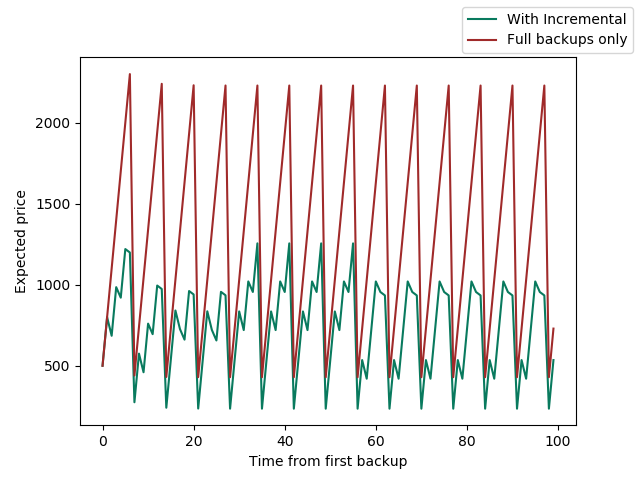 With Incremental
Full backups only
2000
1500
1000
500
0 20 40 60 80 100
Expected price
Time from first backup